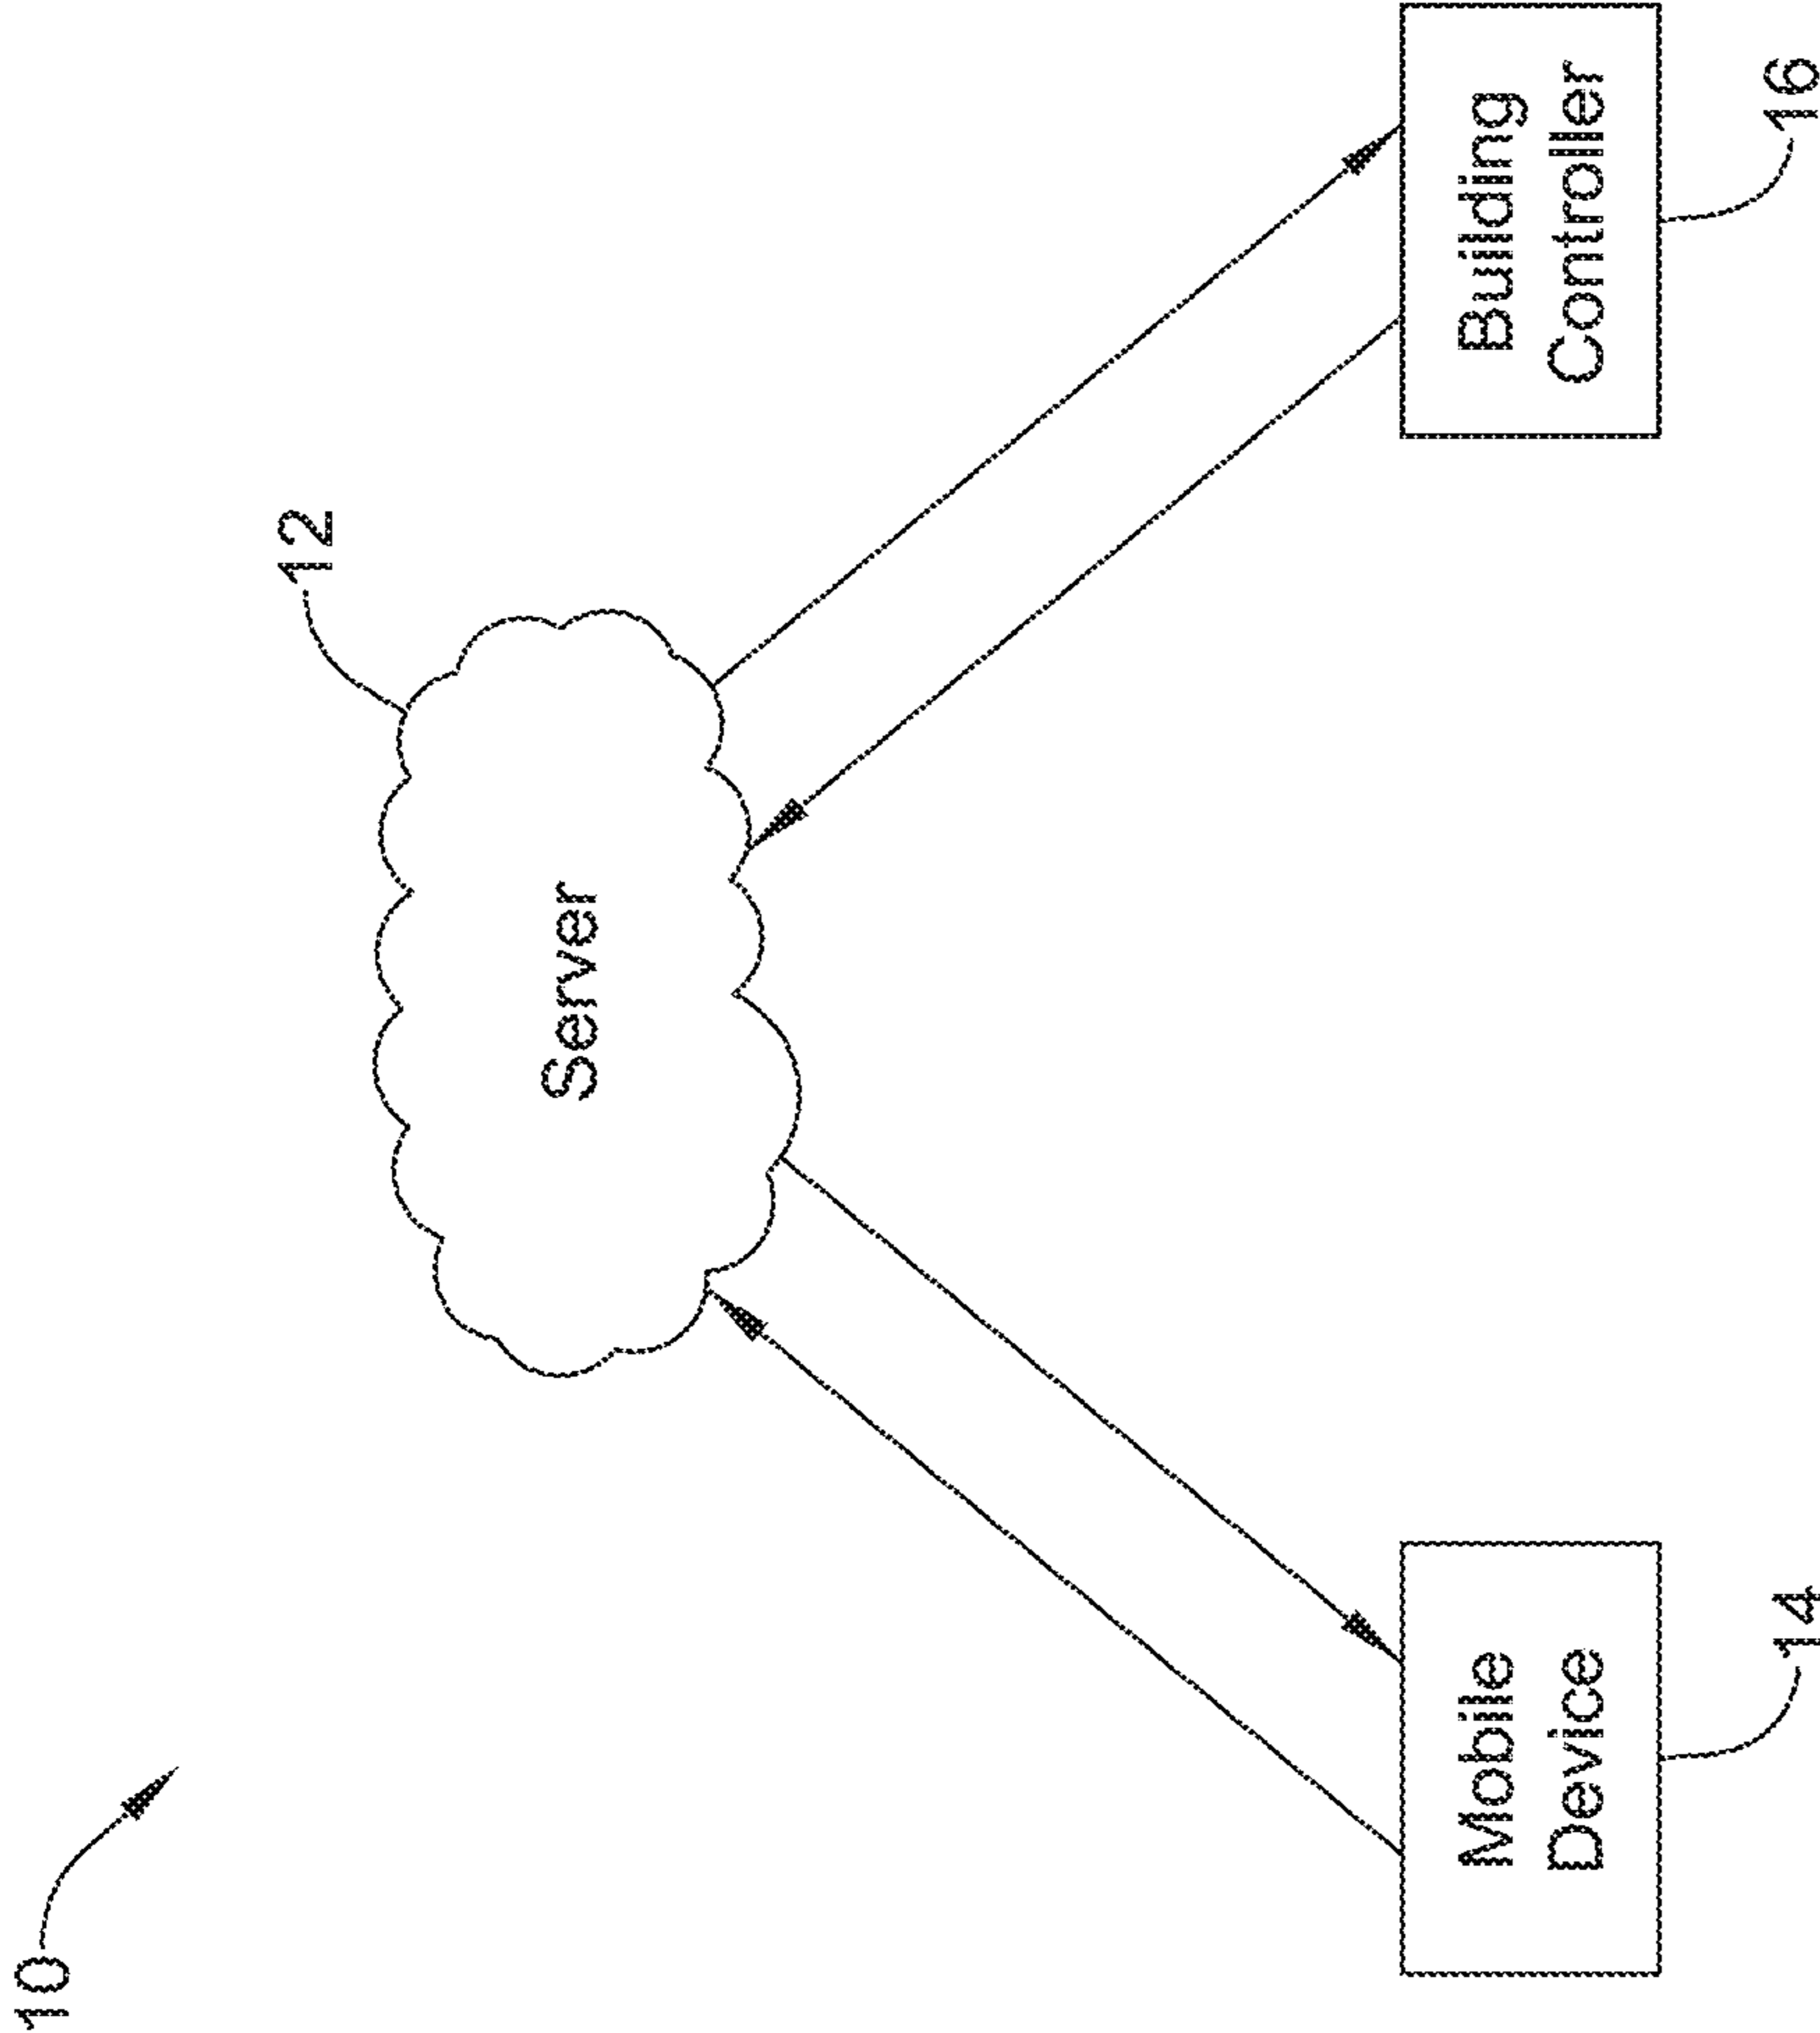 10
12
Server
Mobile
Device
14
Building
Controller
16